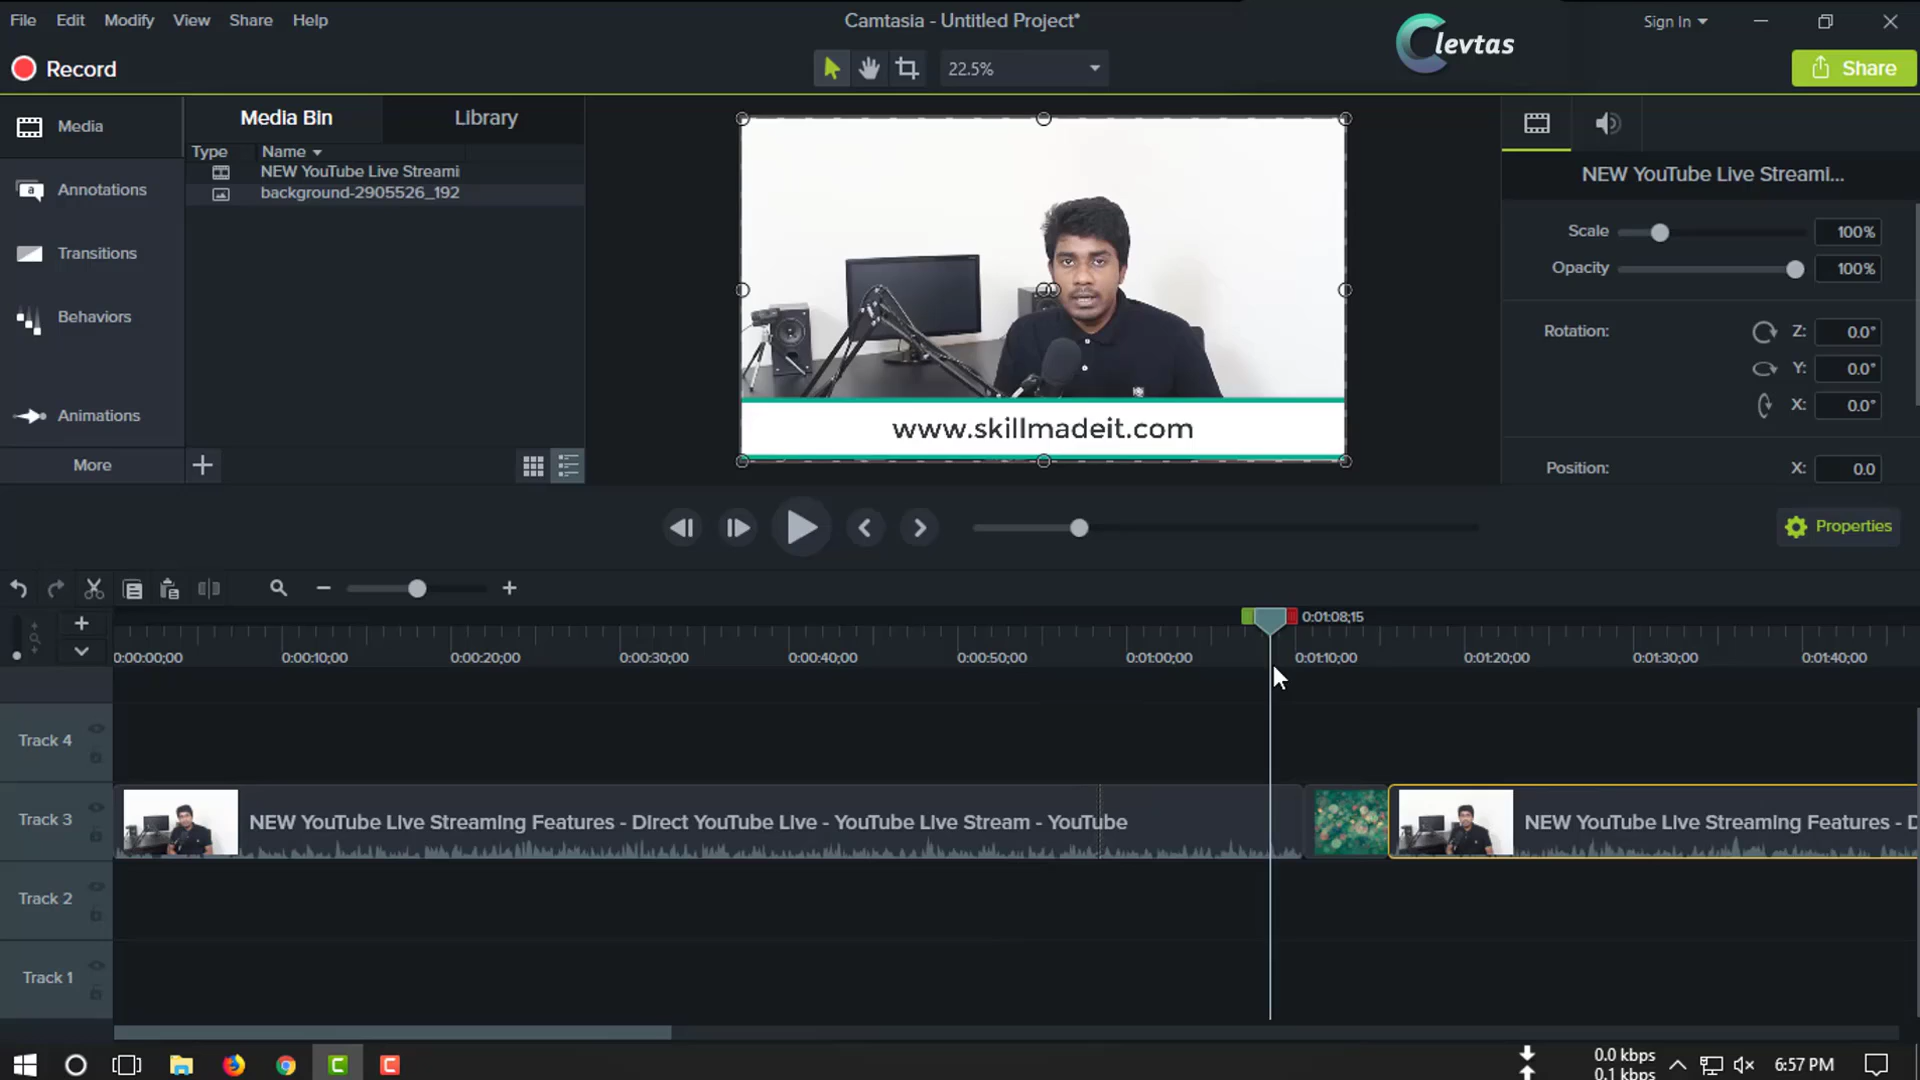 File Edit Modify View Share Help
Camtasia - Untitled Project*
Clevtas
Sign In
Record
22.5%
Share
Media
Media Bin
Library
Type Name
NEW YouTube Live Streami
background-2905526_192
Annotations
Transitions
Behaviors
Animations
More
www.skillmadeit.com
NEW YouTube Live Streami...
Scale 100%
Opacity 100%
Rotation: Z: 0.0°
Y: 0.0°
X: 0.0°
Position: X: 0.0
Properties
0:01:08;15
0:00:00;00 0:00:10;00 0:00:20;00 0:00:30;00 0:00:40;00 0:00:50;00 0:01:00;00 0:01:10;00 0:01:20;00 0:01:30;00 0:01:40;00
Track 4
Track 3
NEW YouTube Live Streaming Features - Direct YouTube Live - YouTube Live Stream - YouTube
NEW YouTube Live Streaming Features - D
Track 2
Track 1
0.0 kbps
0.1 kbps
6:57 PM